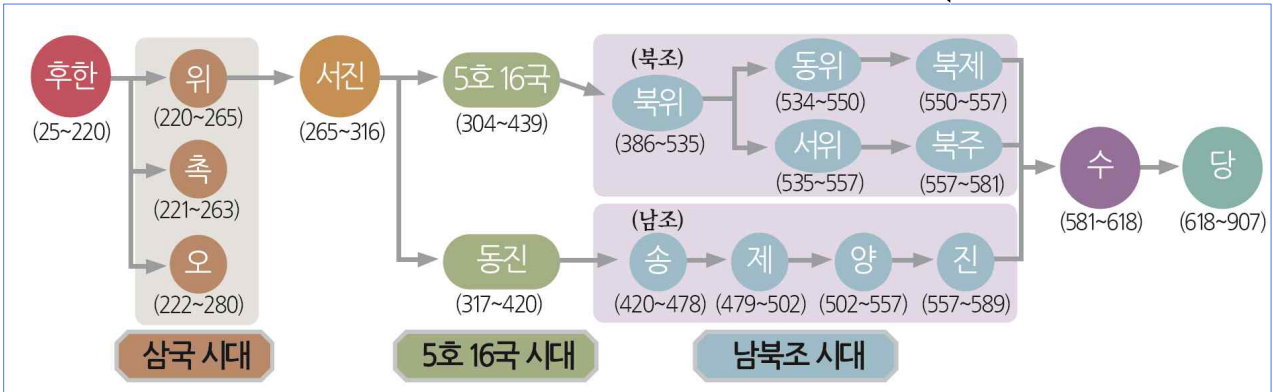 후한
(25~220)
위
(220~265)
촉
(221~263)
오
(222~280)
삼국 시대
서진
(265~316)
5호 16국
(304~439)
동진
(317~420)
5호 16국 시대
(북조)
북위
(386~535)
동위
(534~550)
북제
(550~557)
서위
(535~557)
북주
(557~581)
(남조)
송
(420~478)
제
(479~502)
양
(502~557)
진
(557~589)
남북조 시대
수
(581~618)
당
(618~907)